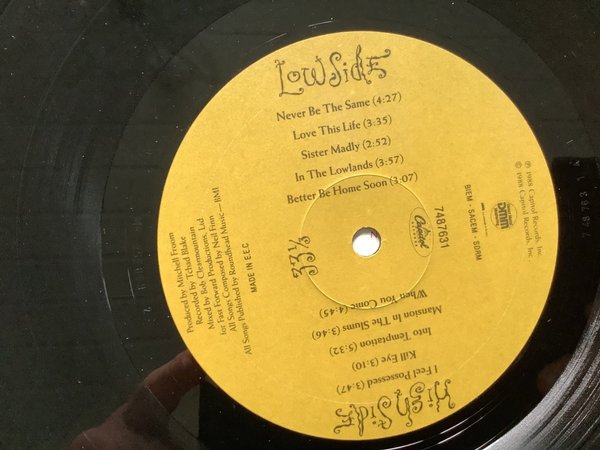 LOWSIDE
Never Be The Same (4:27)
Love This Life (3:35)
Sister Madly (2:52)
In The Lowlands (3:57)
Better Be Home Soon (3:07)
Produced by Mitchell Froom
Recorded by Tchad Blake
Mixed by Bob Clearmountain
for Fast Forward Productions, Ltd
All Songs Composed by Neil Finn
All Songs Published by Roundhead Music—BMI
MADE IN E.E.C
33⅓
Capitol
7487631
BIEM - SACEM - SDRM
DMM
℗ 1988 Capitol Records, Inc.
© 1988 Capitol Records, Inc.
HIGHSIDE
I Feel Possessed (3:47)
Kill Eye (3:10)
Into Temptation (5:32)
Mansion In The Slums (3:46)
When You Come (4:45)